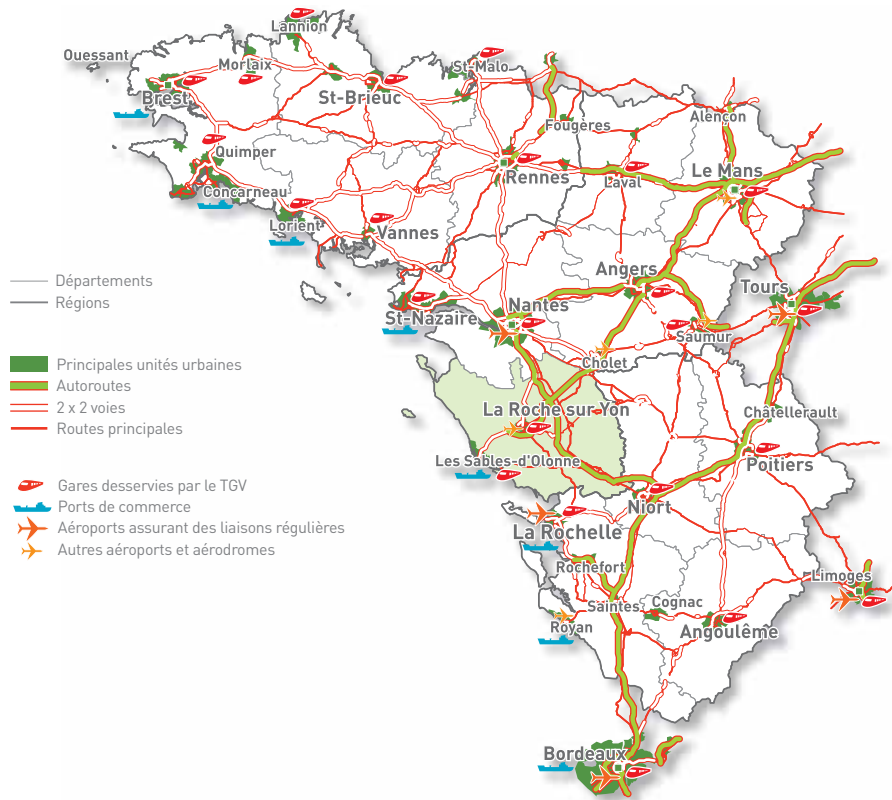 Lannion
Ouessant
Morlaix
St-Malo
Brest
St-Brieuc
Fougères
Alençon
Quimper
Rennes
Laval
Le Mans
Concarneau
Lorient
Vannes
Angers
Tours
Départements
Régions
Nantes
St-Nazaire
Saumur
Cholet
Principales unités urbaines
Autoroutes
2 x 2 voies
Routes principales
La Roche sur Yon
Châtellerault
Les Sables-d'Olonne
Poitiers
Gares desservies par le TGV
Ports de commerce
Aéroports assurant des liaisons régulières
Autres aéroports et aérodromes
Niort
La Rochelle
Rochefort
Limoges
Saintes
Cognac
Royan
Angoulême
Bordeaux